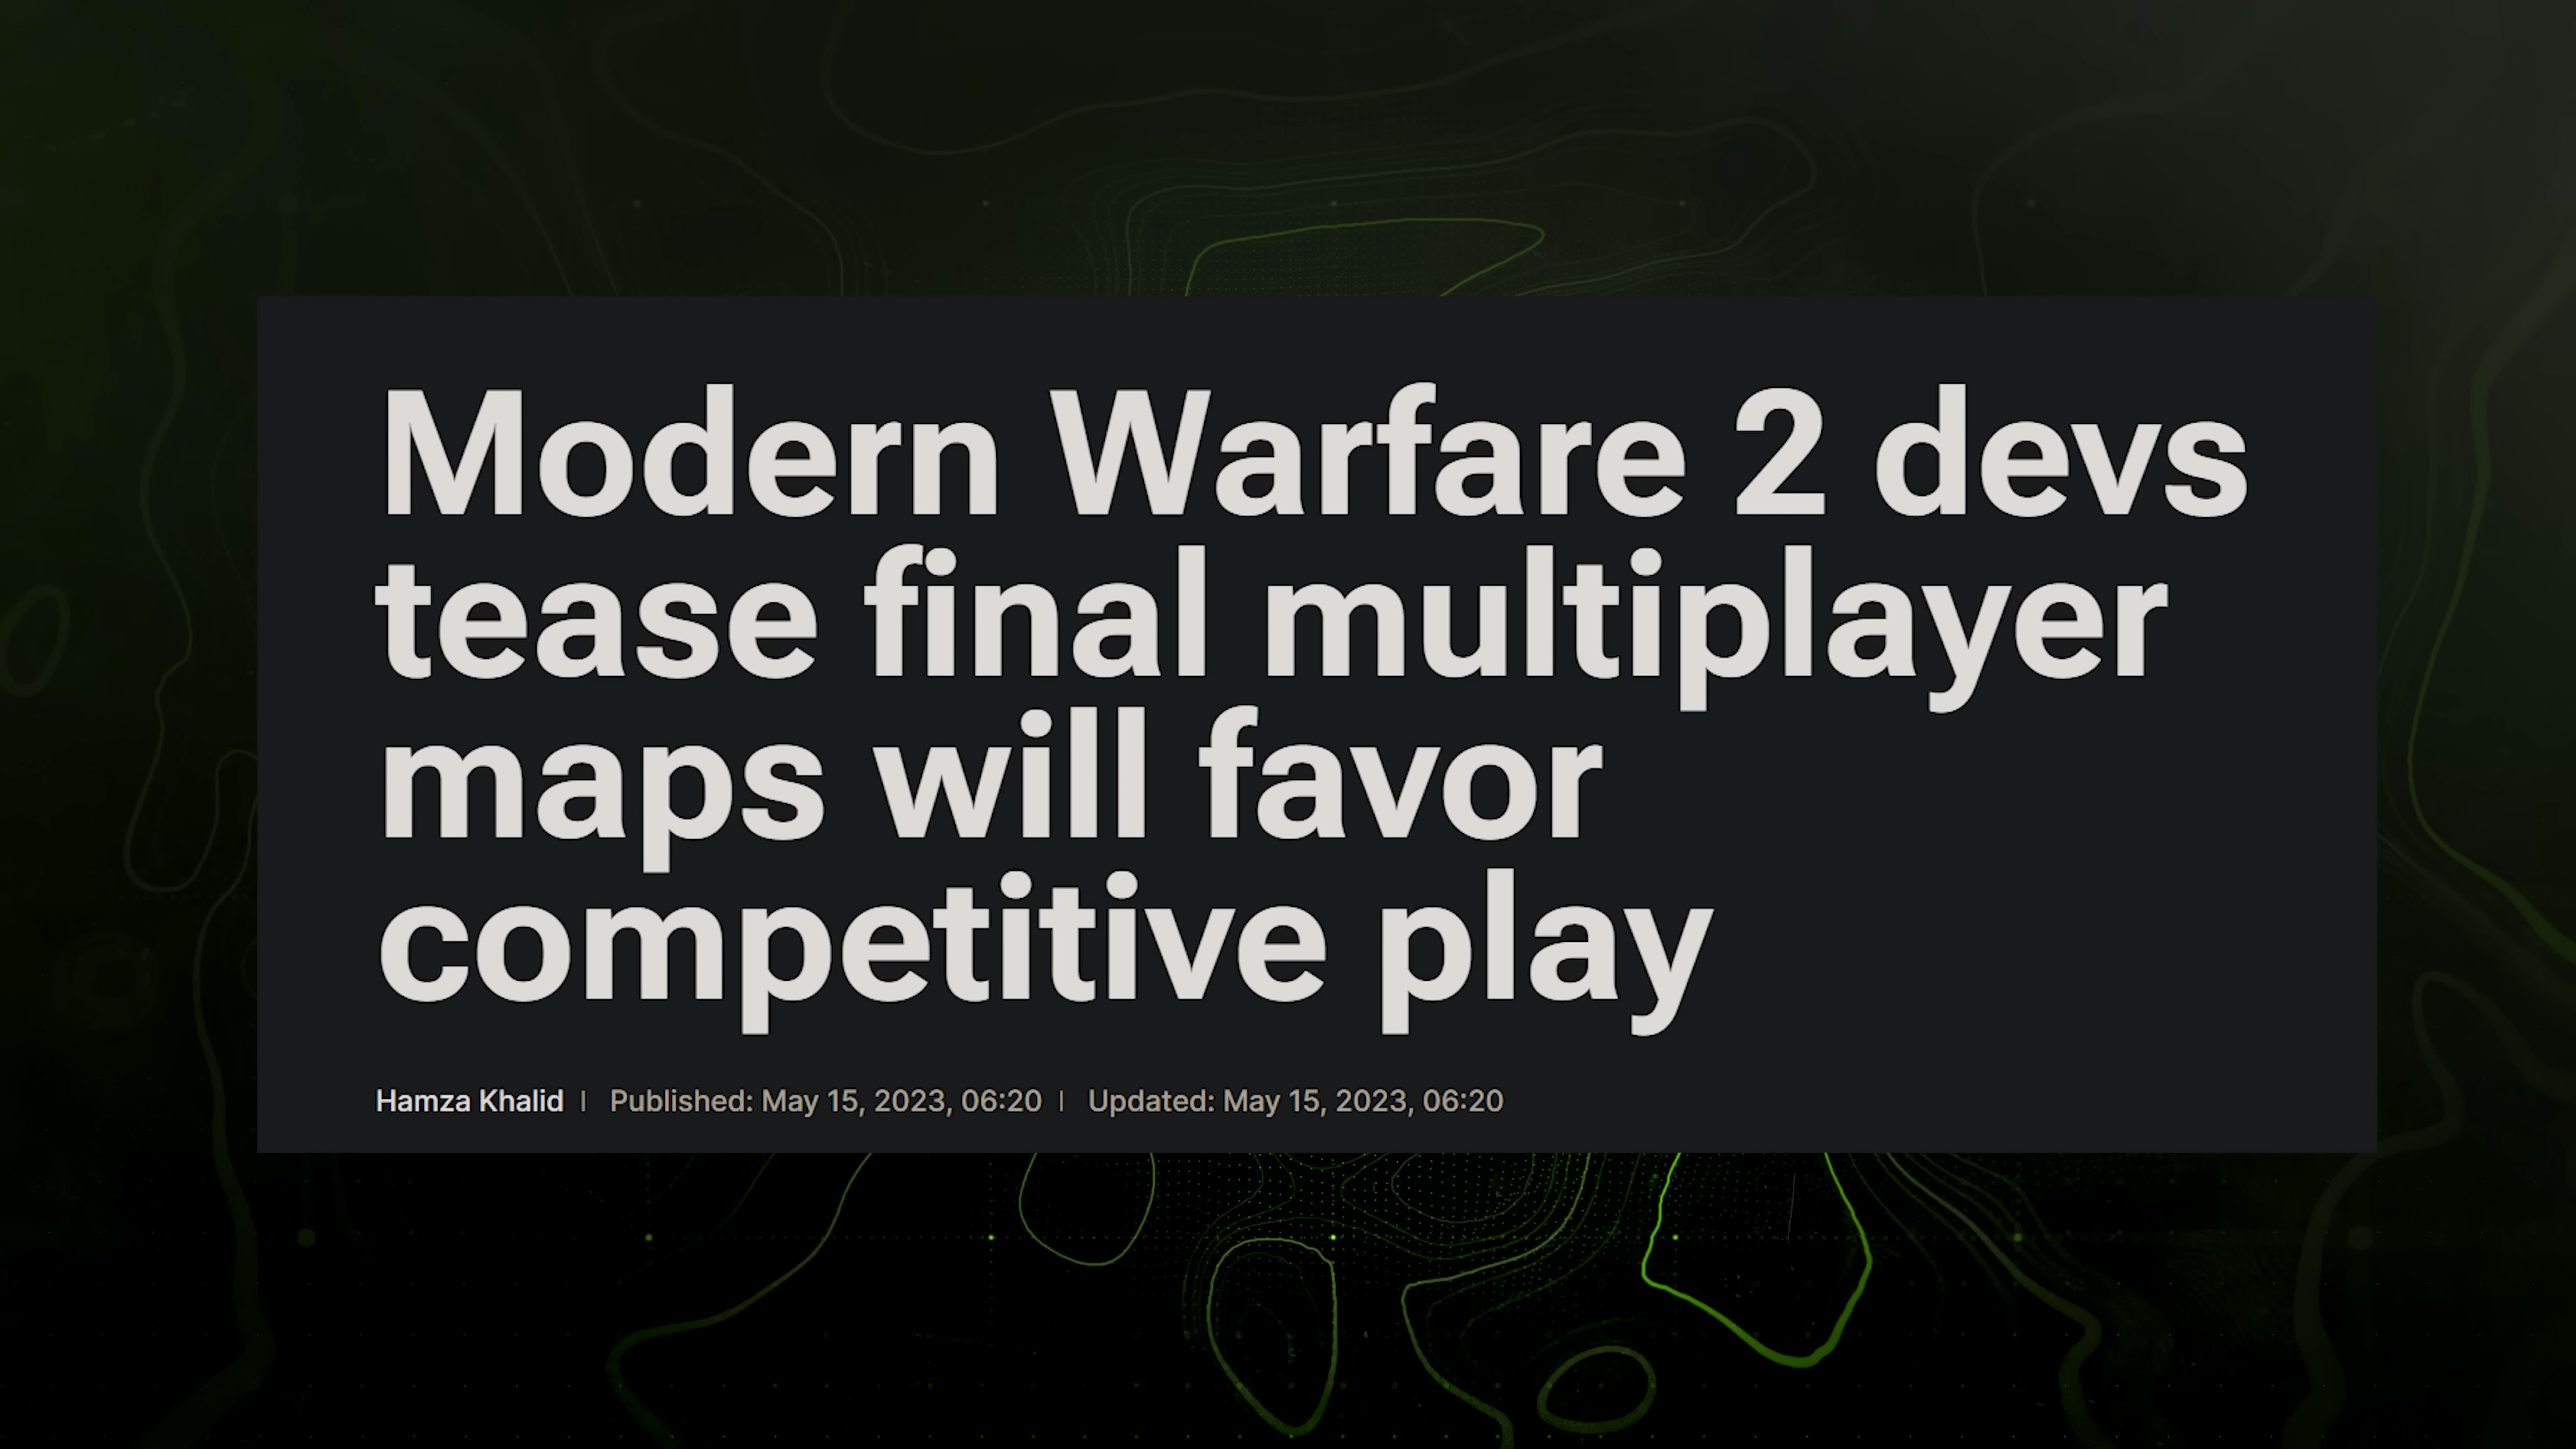 Modern Warfare 2 devs
tease final multiplayer
maps will favor
competitive play
Hamza Khalid | Published: May 15, 2023, 06:20 | Updated: May 15, 2023, 06:20